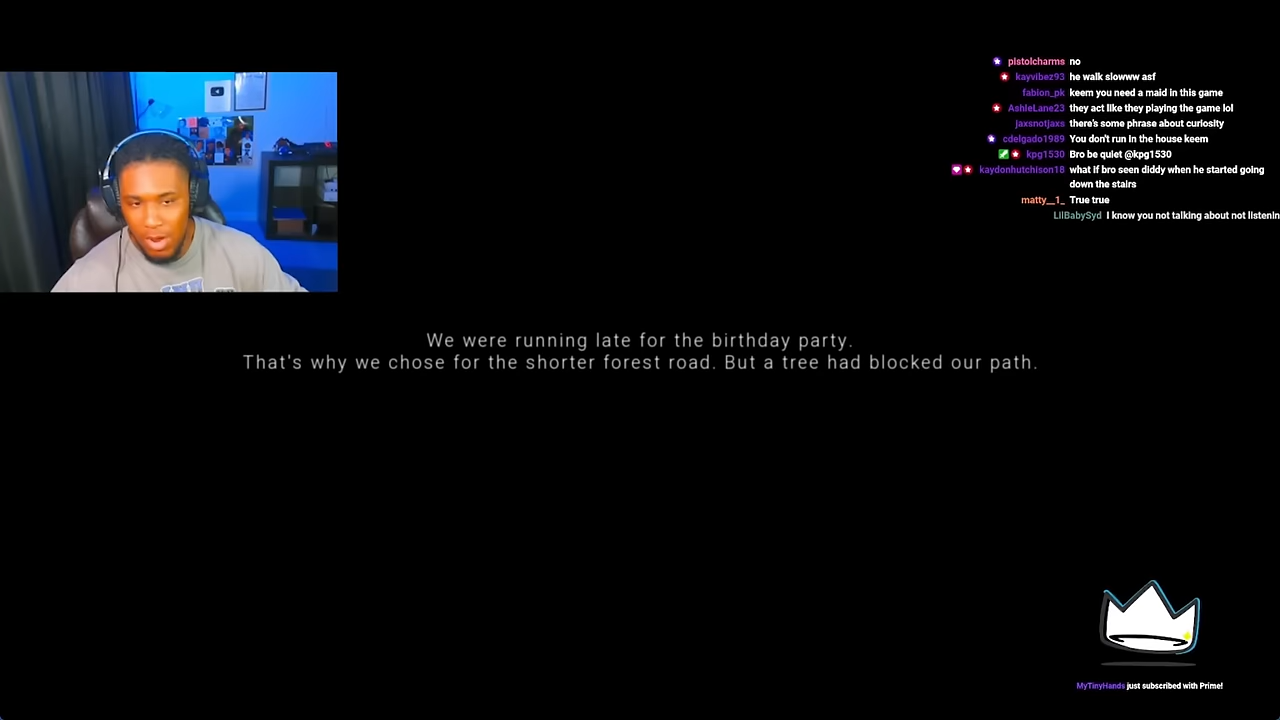 pistolcharms no
kayvibez93 he walk slowww asf
fabion_pk keem you need a maid in this game
AshleLane23 they act like they playing the game lol
jaxsnotjaxs there's some phrase about curiosity
cdelgado1989 You don't run in the house keem
kpg1530 Bro be quiet @kpg1530
kaydonhutchison18 what if bro seen diddy when he started going
down the stairs
matty__1_ True true
LilBabySyd I know you not talking about not listenin
We were running late for the birthday party.
That's why we chose for the shorter forest road. But a tree had blocked our path.
MyTinyHands just subscribed with Prime!